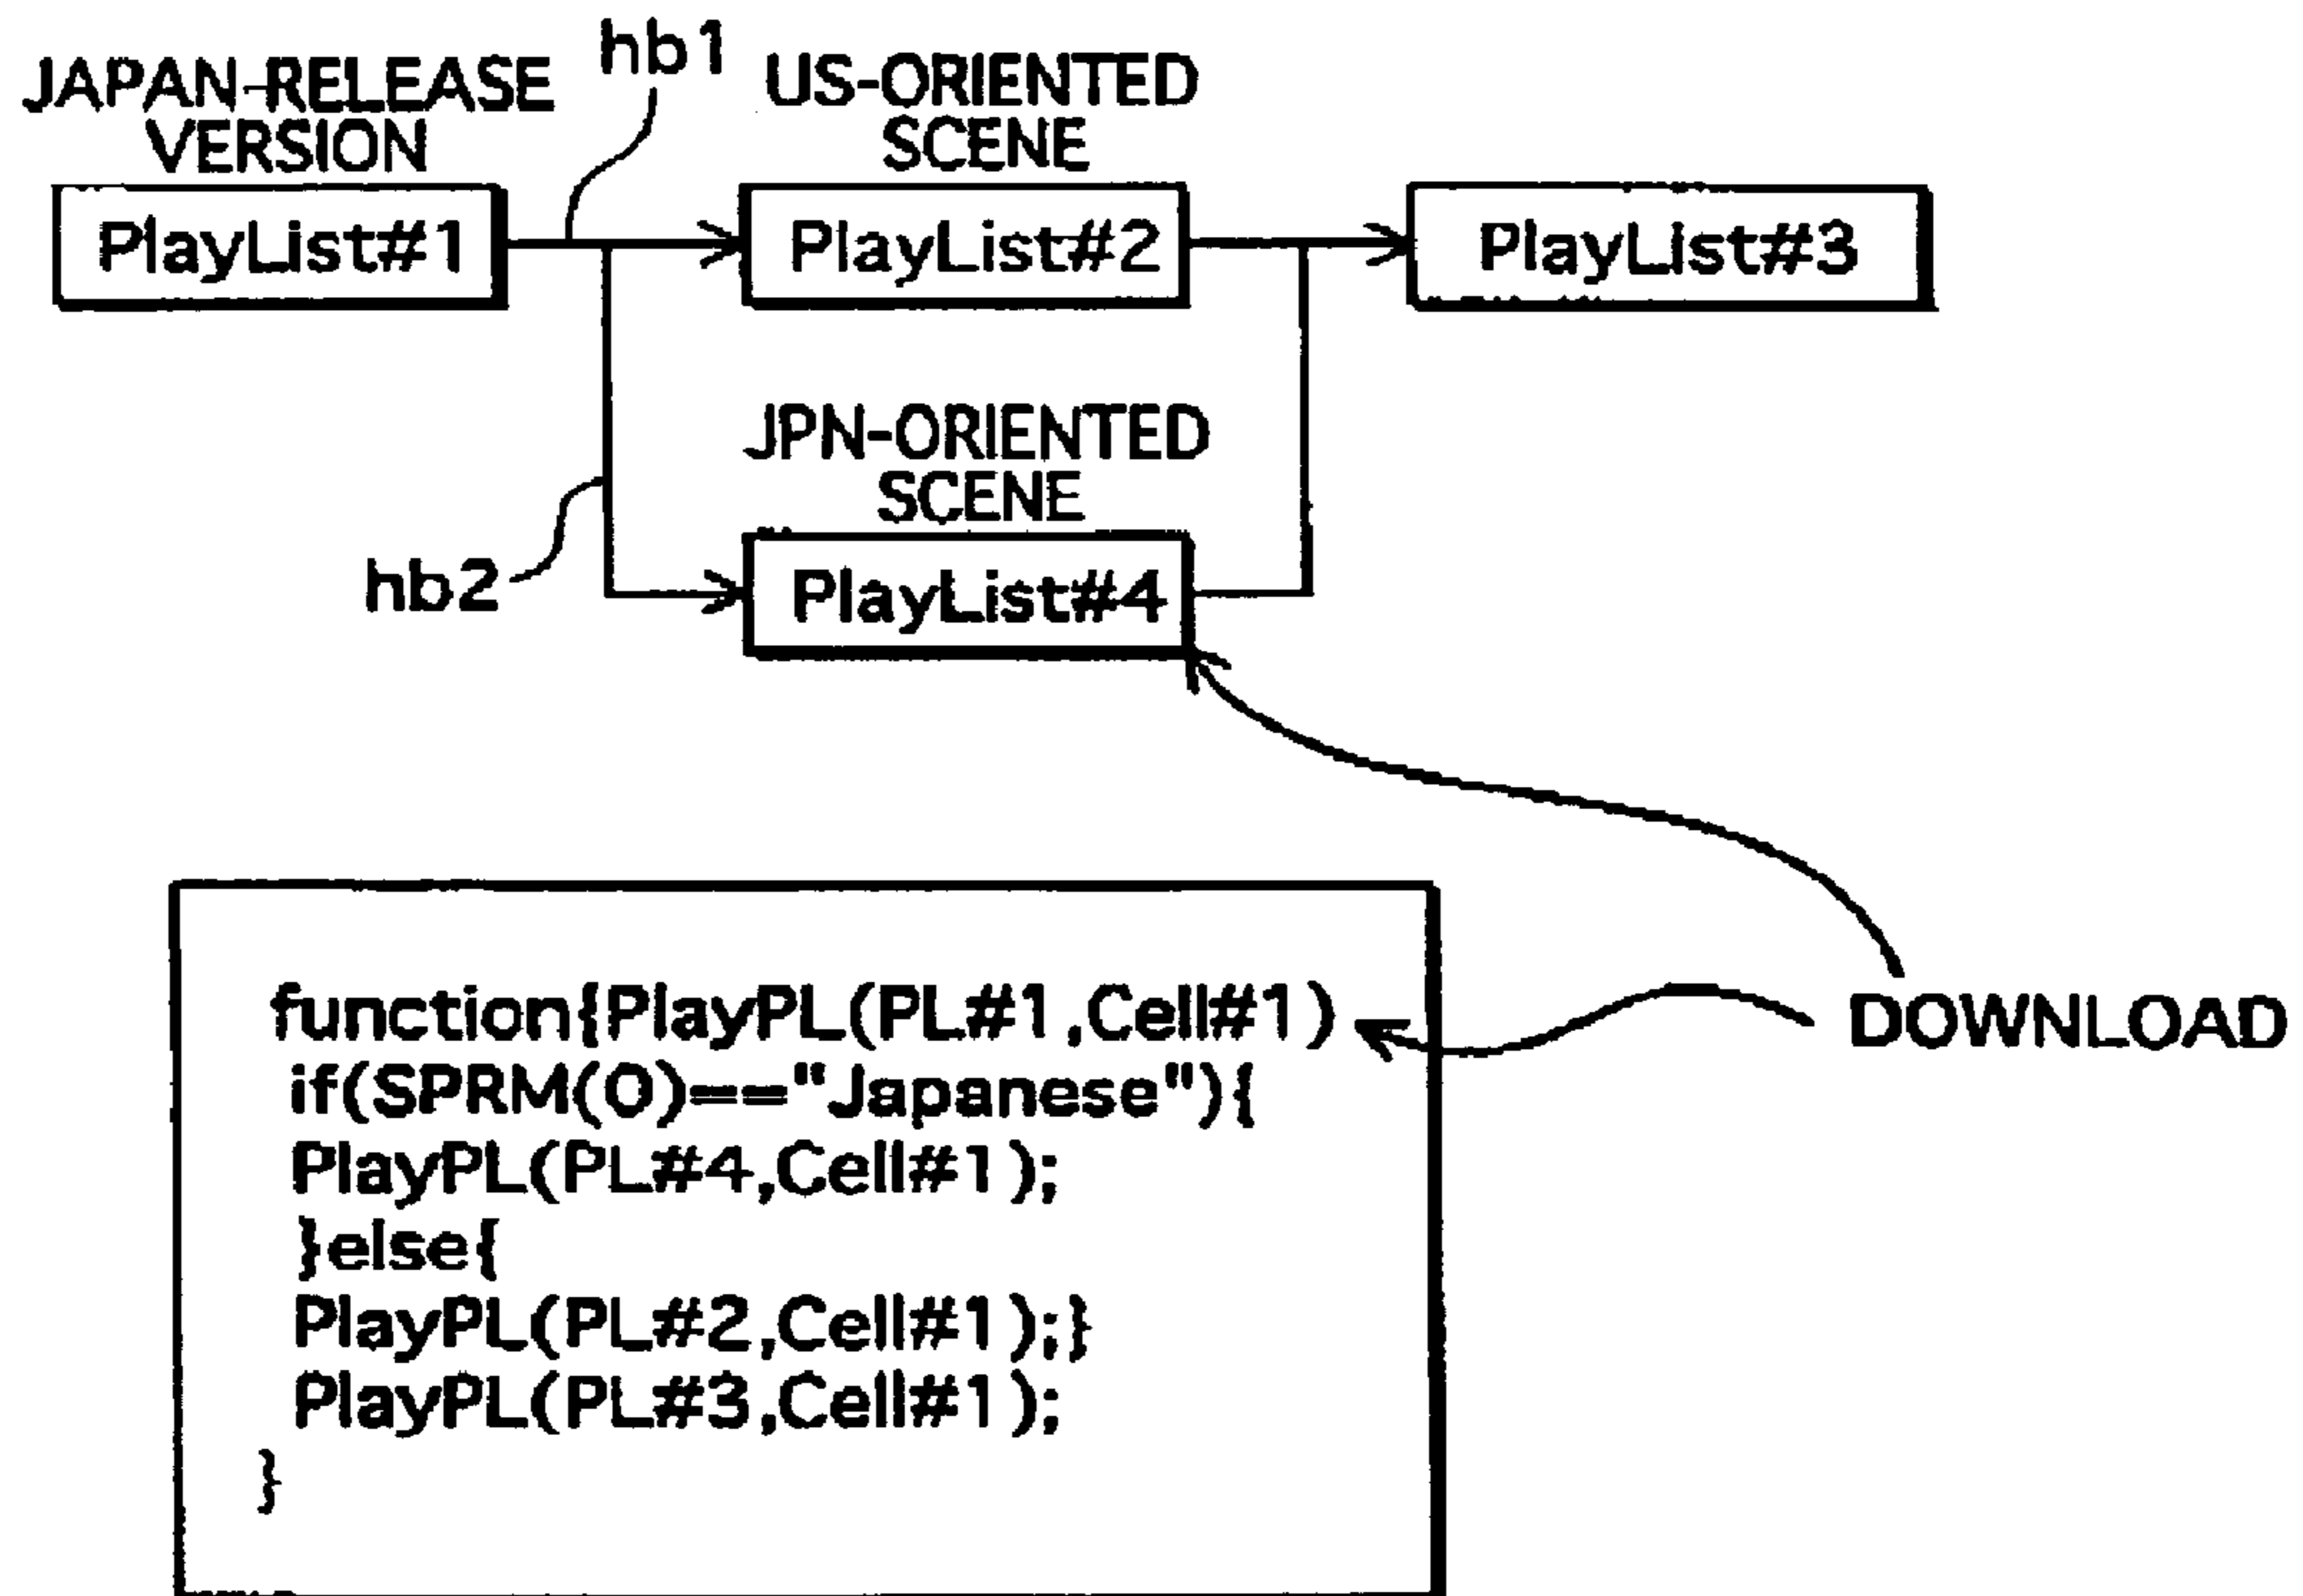 hb1
JAPAN-RELEASE
VERSION
US-ORIENTED
SCENE
PlayList#1
PlayList#2
PlayList#3
JPN-ORIENTED
SCENE
hb2
PlayList#4
function{PlayPL(PL#1,Cell#1)
if(SPRM(0)=="Japanese"){
PlayPL(PL#4,Cell#1);
}else{
PlayPL(PL#2,Cell#1);}
PlayPL(PL#3,Cell#1);
}
DOWNLOAD